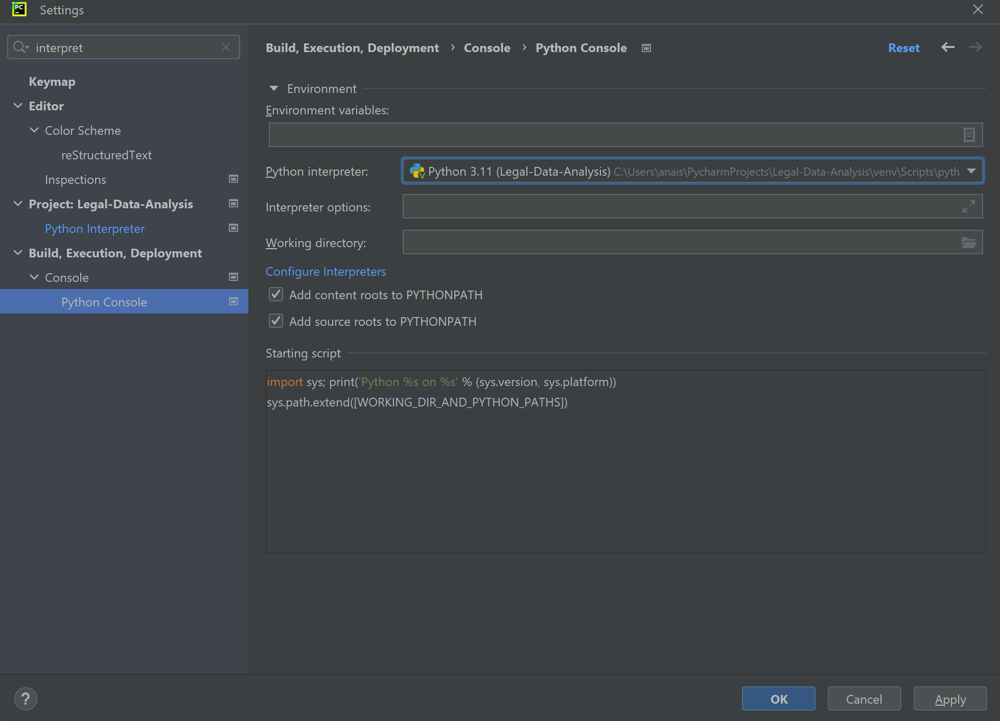 PC
Settings
interpret
Build, Execution, Deployment › Console › Python Console
Reset
Keymap
Editor
Color Scheme
reStructuredText
Inspections
Project: Legal-Data-Analysis
Python Interpreter
Build, Execution, Deployment
Console
Python Console
Environment
Environment variables:
Python interpreter: Python 3.11 (Legal-Data-Analysis) C:\Users\anais\PycharmProjects\Legal-Data-Analysis\venv\Scripts\pyth
Interpreter options:
Working directory:
Configure Interpreters
Add content roots to PYTHONPATH
Add source roots to PYTHONPATH
Starting script
import sys; print('Python %s on %s' % (sys.version, sys.platform))
sys.path.extend([WORKING_DIR_AND_PYTHON_PATHS])
?
OK
Cancel
Apply